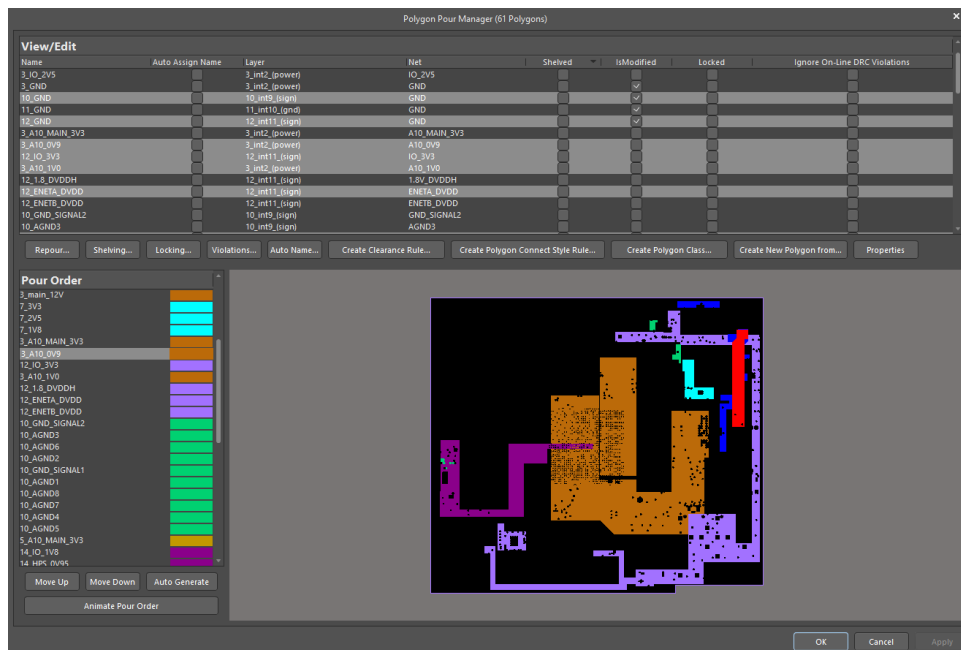 Polygon Pour Manager (61 Polygons)
View/Edit
Name Auto Assign Name Layer Net Shelved IsModified Locked Ignore On-Line DRC Violations
3_IO_2V5 3_int2_(power) IO_2V5
3_GND 3_int2_(power) GND
10_GND 10_int9_(sign) GND
11_GND 11_int10_(gnd) GND
12_GND 12_int11_(sign) GND
3_A10_MAIN_3V3 3_int2_(power) A10_MAIN_3V3
3_A10_0V9 3_int2_(power) A10_0V9
12_IO_3V3 12_int11_(sign) IO_3V3
3_A10_1V0 3_int2_(power) A10_1V0
12_1.8_DVDDH 12_int11_(sign) 1.8V_DVDDH
12_ENETA_DVDD 12_int11_(sign) ENETA_DVDD
12_ENETB_DVDD 12_int11_(sign) ENETB_DVDD
10_GND_SIGNAL2 10_int9_(sign) GND_SIGNAL2
10_AGND3 10_int9_(sign) AGND3
Repour... Shelving... Locking... Violations... Auto Name... Create Clearance Rule... Create Polygon Connect Style Rule... Create Polygon Class... Create New Polygon from... Properties
Pour Order
3_main_12V
7_3V3
7_2V5
7_1V8
3_A10_MAIN_3V3
3_A10_0V9
12_IO_3V3
3_A10_1V0
12_1.8_DVDDH
12_ENETA_DVDD
12_ENETB_DVDD
10_GND_SIGNAL2
10_AGND3
10_AGND6
10_AGND2
10_GND_SIGNAL1
10_AGND1
10_AGND8
10_AGND7
10_AGND4
10_AGND5
5_A10_MAIN_3V3
14_IO_1V8
14_HPS_0V95
Move Up Move Down Auto Generate
Animate Pour Order
OK Cancel Apply